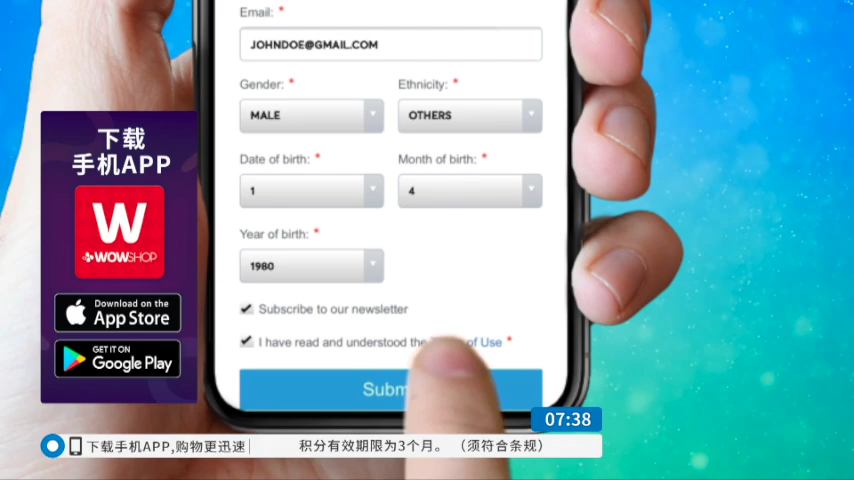 Email: *
JOHNDOE@GMAIL.COM
Gender: * Ethnicity: *
MALE OTHERS
Date of birth: * Month of birth: *
1 4
Year of birth: *
1980
Subscribe to our newsletter
I have read and understood the of Use *
下载
手机APP
W
WOWSHOP
Download on the
App Store
GET IT ON
Google Play
07:38
下载手机APP,购物更迅速 积分有效期限为3个月。（须符合条规）